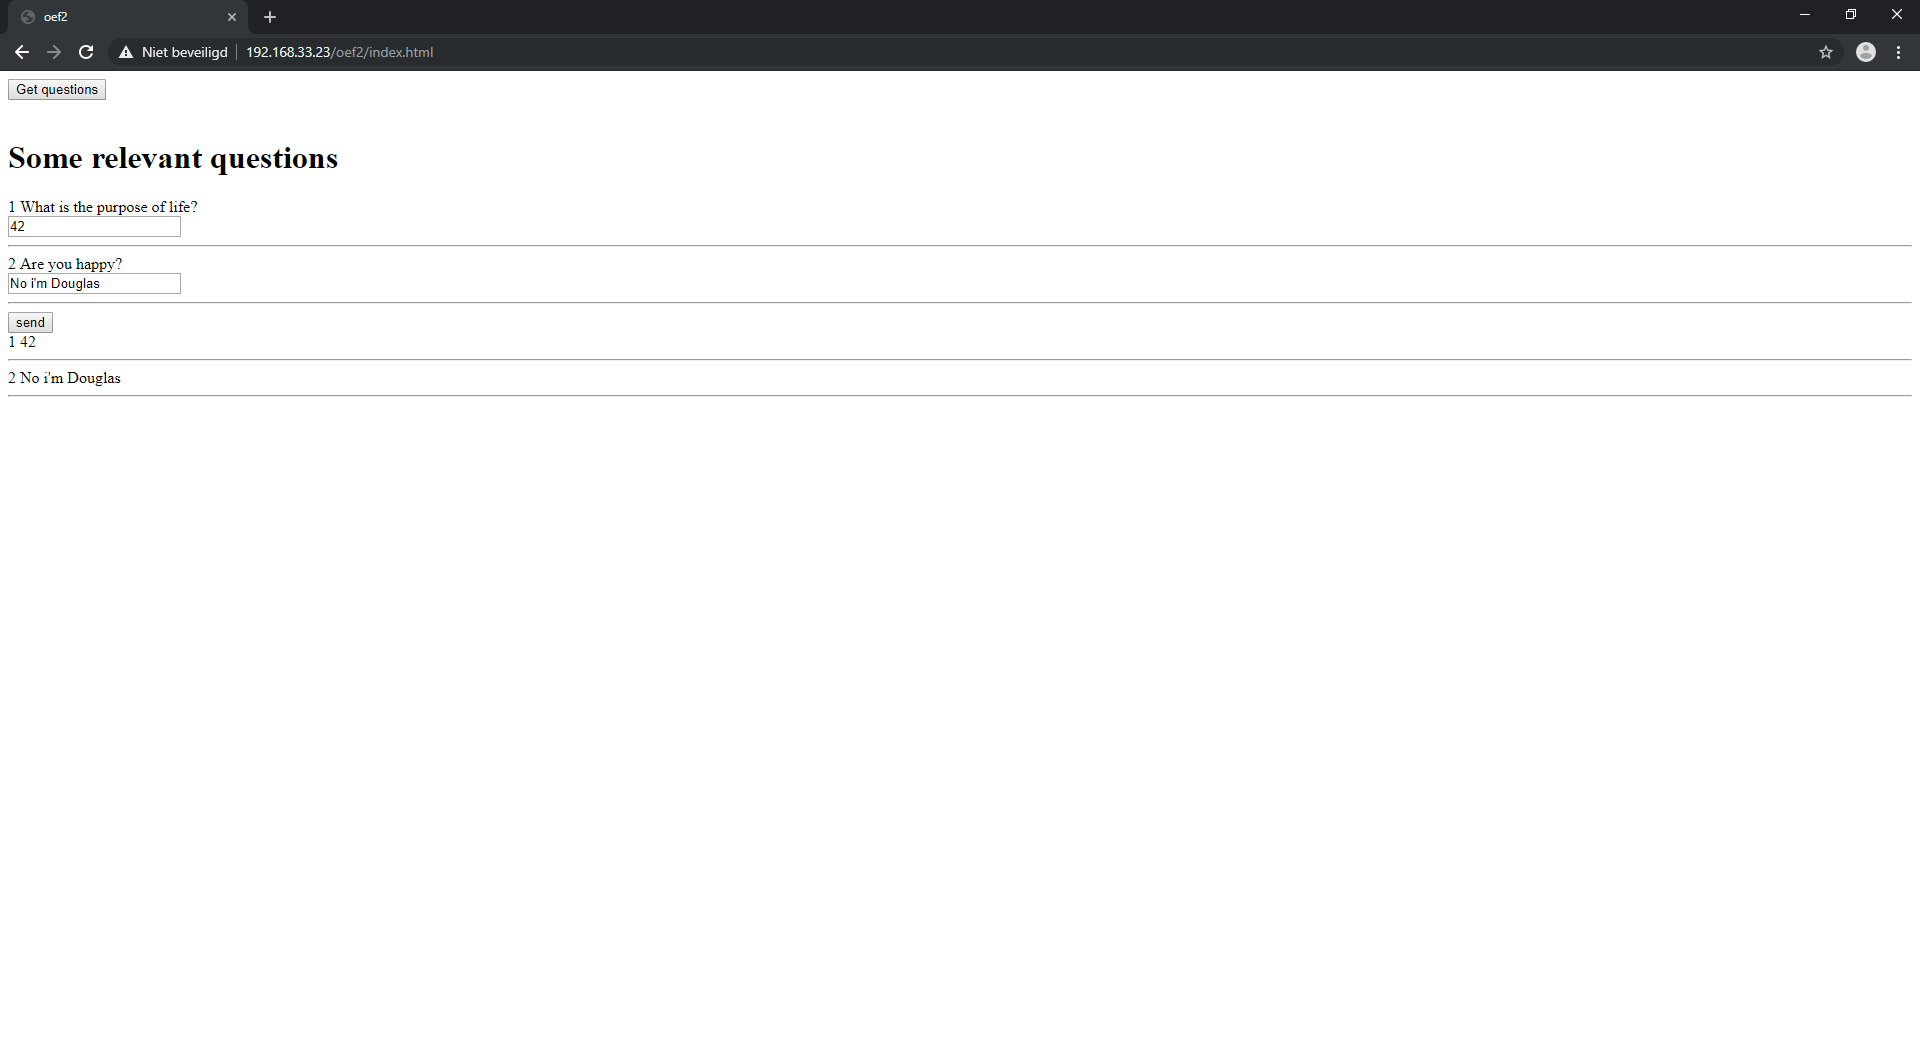 oef2
Niet beveiligd 192.168.33.23/oef2/index.html
Get questions
Some relevant questions
1 What is the purpose of life?
42
2 Are you happy?
No i'm Douglas
send
1 42
2 No i'm Douglas